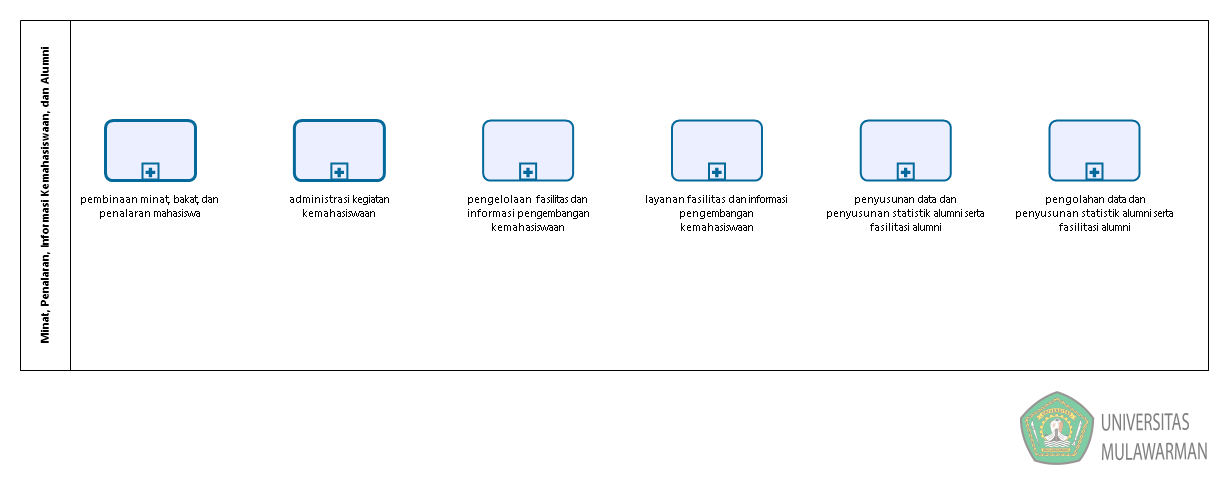 Minat, Penalaran, Informasi Kemahasiswaan, dan Alumni
pembinaan minat, bakat, dan
penalaran mahasiswa
administrasi kegiatan
kemahasiswaan
pengelolaan fasilitas dan
informasi pengembangan
kemahasiswaan
layanan fasilitas dan informasi
pengembangan
kemahasiswaan
penyusunan data dan
penyusunan statistik alumni serta
fasilitasi alumni
pengolahan data dan
penyusunan statistik alumni serta
fasilitasi alumni
UNIVERSITAS
MULAWARMAN